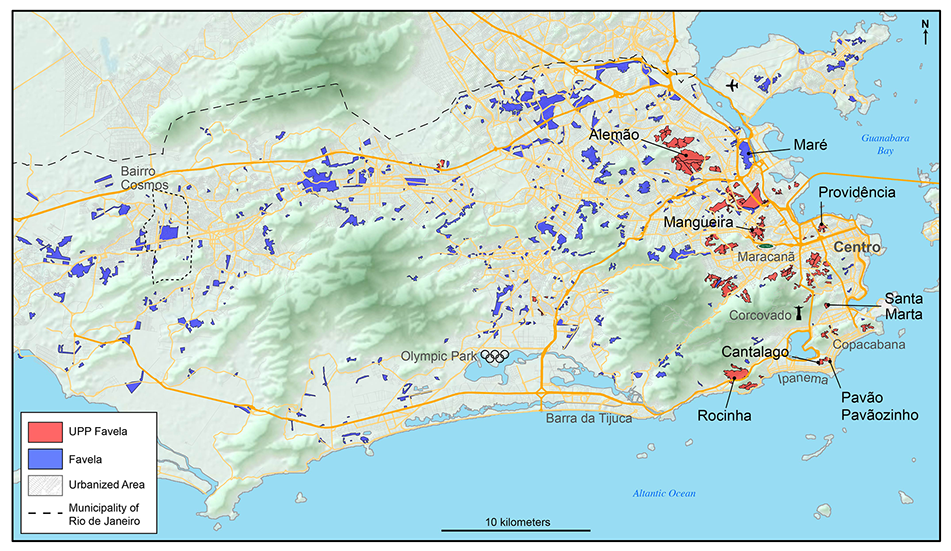 N
Guanabara
Bay
Alemão
Maré
Bairro
Cosmos
Providência
Mangueira
Centro
Maracanã
Santa
Marta
Corcovado
Copacabana
Olympic Park
Cantalago
Ipanema
Pavão
Pavãozinho
Rocinha
Barra da Tijuca
UPP Favela
Favela
Urbanized Area
Municipality of
Rio de Janeiro
Altantic Ocean
10 kilometers